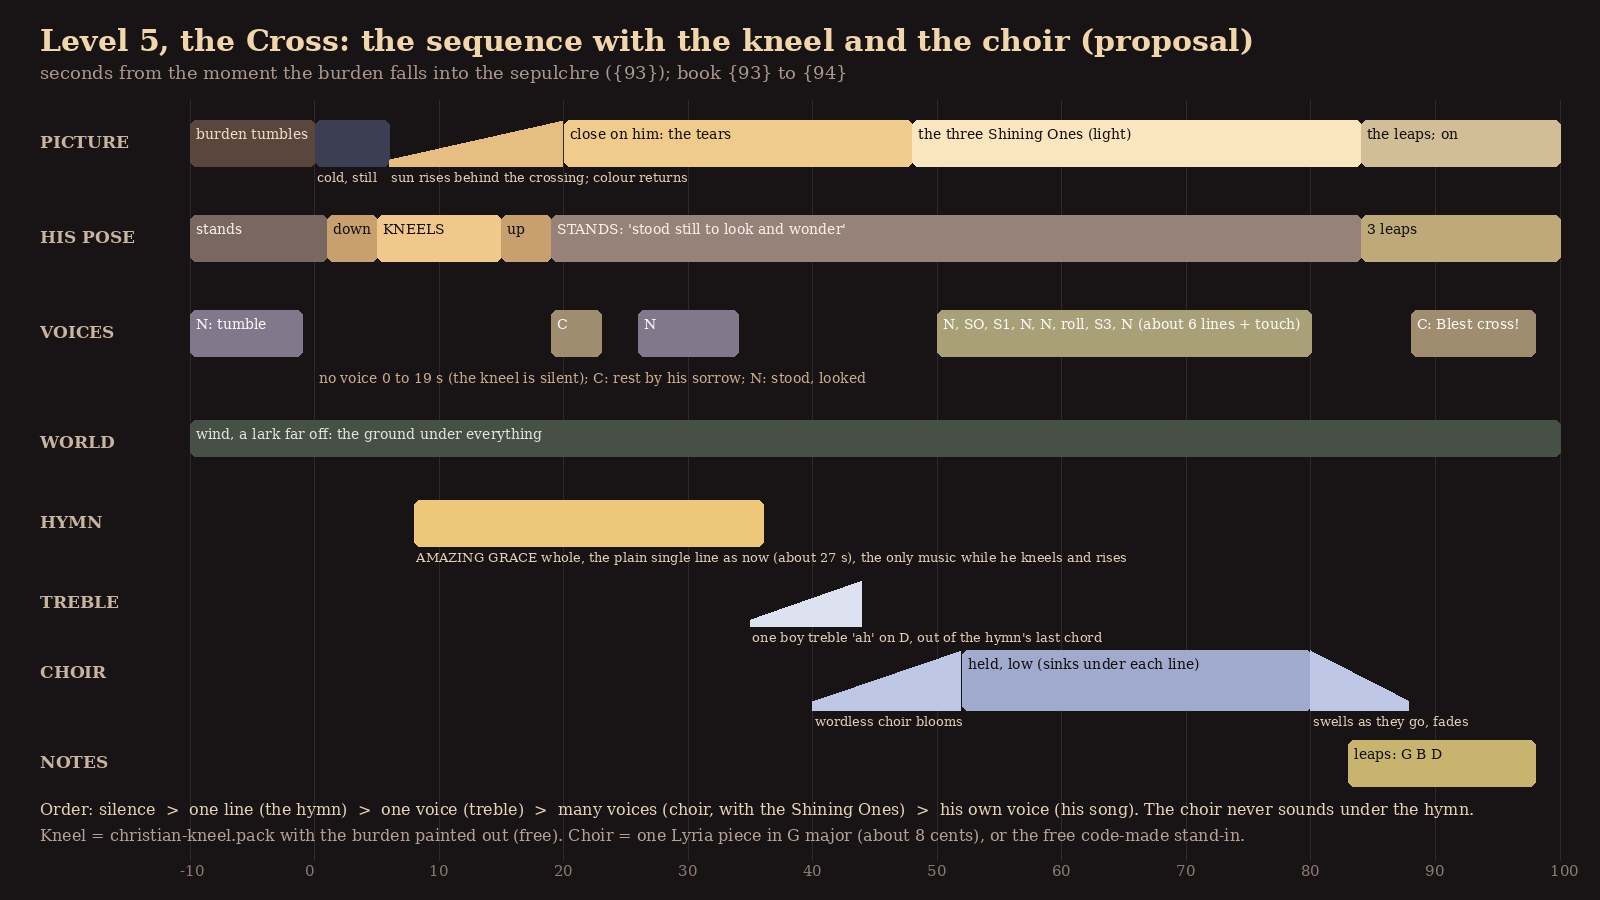 Level 5, the Cross: the sequence with the kneel and the choir (proposal)
seconds from the moment the burden falls into the sepulchre ({93}); book {93} to {94}
PICTURE
burden tumbles
close on him: the tears
the three Shining Ones (light)
the leaps; on
cold, still
sun rises behind the crossing; colour returns
HIS POSE
stands
down
KNEELS
up
STANDS: 'stood still to look and wonder'
3 leaps
VOICES
N: tumble
C
N
N, SO, S1, N, N, roll, S3, N (about 6 lines + touch)
C: Blest cross!
no voice 0 to 19 s (the kneel is silent); C: rest by his sorrow; N: stood, looked
WORLD
wind, a lark far off: the ground under everything
HYMN
AMAZING GRACE whole, the plain single line as now (about 27 s), the only music while he kneels and rises
TREBLE
one boy treble 'ah' on D, out of the hymn's last chord
CHOIR
held, low (sinks under each line)
wordless choir blooms
swells as they go, fades
NOTES
leaps: G B D
Order: silence > one line (the hymn) > one voice (treble) > many voices (choir, with the Shining Ones) > his own voice (his song). The choir never sounds under the hymn.
Kneel = christian-kneel.pack with the burden painted out (free). Choir = one Lyria piece in G major (about 8 cents), or the free code-made stand-in.
-10 0 10 20 30 40 50 60 70 80 90 100